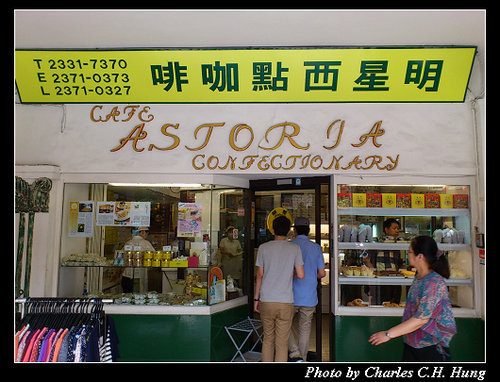 T 2331-7370
E 2371-0373
L 2371-0327
啡咖點西星明
CAFE
ASTORIA
CONFECTIONARY
Photo by Charles C.H. Hung